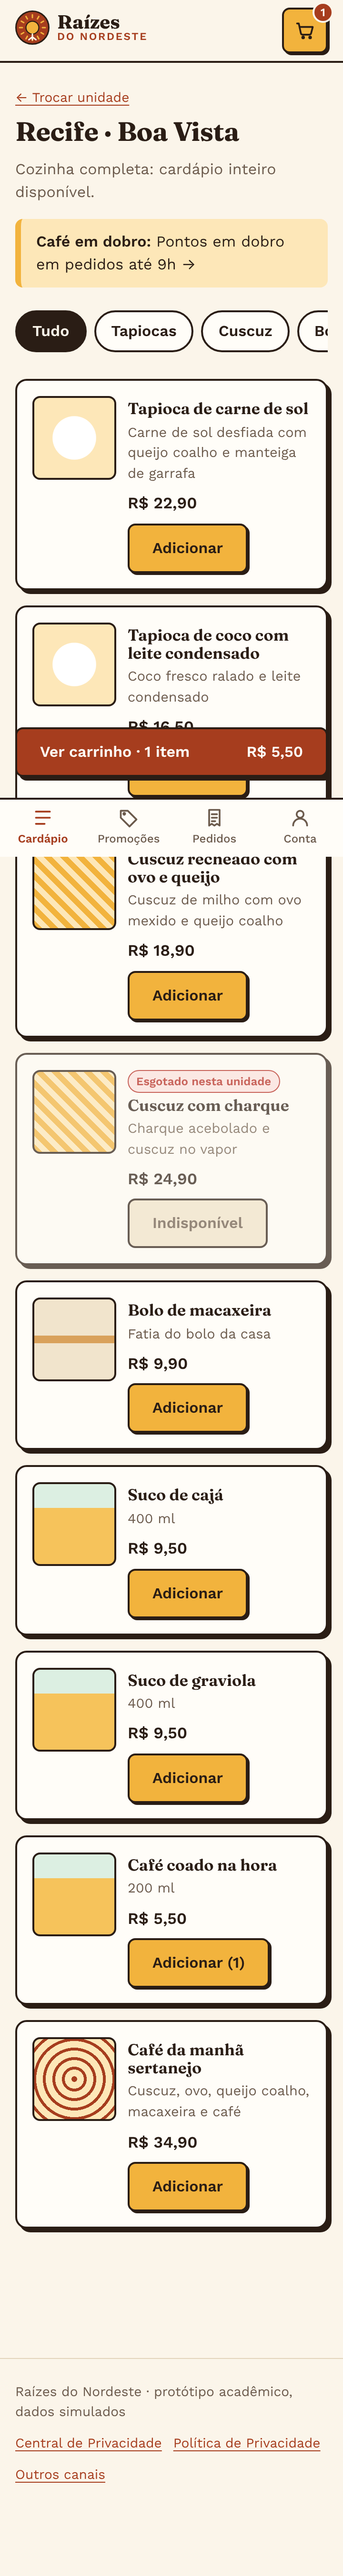 Raízes
DO NORDESTE
1
← Trocar unidade
Recife · Boa Vista
Cozinha completa: cardápio inteiro
disponível.
Café em dobro: Pontos em dobro
em pedidos até 9h →
Tudo
Tapiocas
Cuscuz
Tapioca de carne de sol
Carne de sol desfiada com
queijo coalho e manteiga
de garrafa
R$ 22,90
Adicionar
Tapioca de coco com
leite condensado
Coco fresco ralado e leite
condensado
R$ 16,50
Ver carrinho · 1 item
R$ 5,50
Cardápio
Promoções
Pedidos
Conta
Cuscuz recheado com
ovo e queijo
Cuscuz de milho com ovo
mexido e queijo coalho
R$ 18,90
Adicionar
Esgotado nesta unidade
Cuscuz com charque
Charque acebolado e
cuscuz no vapor
R$ 24,90
Indisponível
Bolo de macaxeira
Fatia do bolo da casa
R$ 9,90
Adicionar
Suco de cajá
400 ml
R$ 9,50
Adicionar
Suco de graviola
400 ml
R$ 9,50
Adicionar
Café coado na hora
200 ml
R$ 5,50
Adicionar (1)
Café da manhã
sertanejo
Cuscuz, ovo, queijo coalho,
macaxeira e café
R$ 34,90
Adicionar
Raízes do Nordeste · protótipo acadêmico,
dados simulados
Central de Privacidade
Política de Privacidade
Outros canais